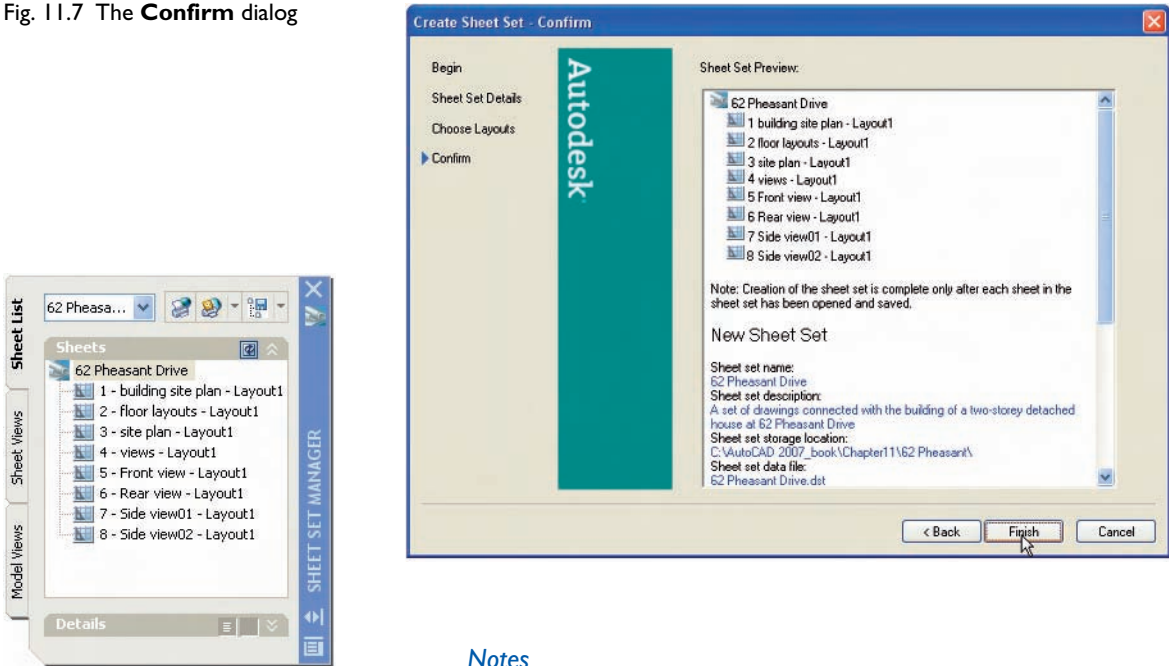 Fig. 11.7 The Confirm dialog
Create Sheet Set - Confirm
Begin
Sheet Set Details
Choose Layouts
Confirm
Autodesk
Sheet Set Preview:
62 Pheasant Drive
1 building site plan - Layout1
2 floor layouts - Layout1
3 site plan - Layout1
4 views - Layout1
5 Front view - Layout1
6 Rear view - Layout1
7 Side view01 - Layout1
8 Side view02 - Layout1
Note: Creation of the sheet set is complete only after each sheet in the
sheet set has been opened and saved.
New Sheet Set
Sheet set name:
62 Pheasant Drive
Sheet set description:
A set of drawings connected with the building of a two-storey detached
house at 62 Pheasant Drive
Sheet set storage location:
C:\AutoCAD 2007_book\Chapter11\62 Pheasant\
Sheet set data file:
62 Pheasant Drive.dst
< Back
Finish
Cancel
Sheet List
Sheet Views
Model Views
62 Pheasa...
Sheets
62 Pheasant Drive
1 - building site plan - Layout1
2 - floor layouts - Layout1
3 - site plan - Layout1
4 - views - Layout1
5 - Front view - Layout1
6 - Rear view - Layout1
7 - Side view01 - Layout1
8 - Side view02 - Layout1
Details
SHEET SET MANAGER
Notes